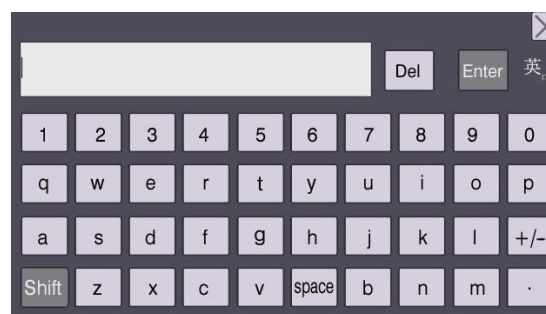 Del Enter 英
1 2 3 4 5 6 7 8 9 0
q w e r t y u i o p
a s d f g h j k l +/-
Shift z x c v space b n m .